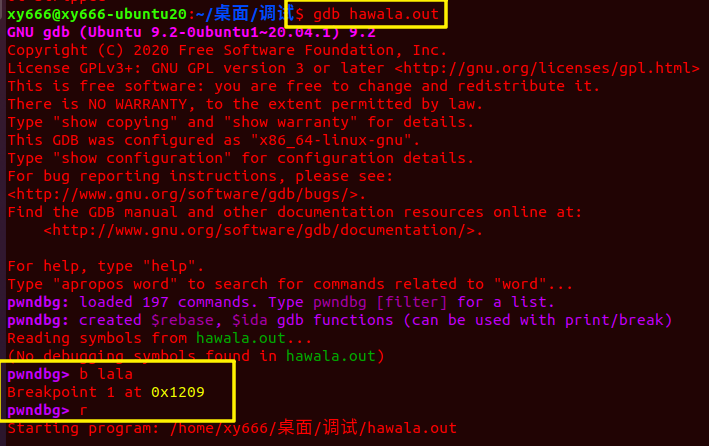 xy666@xy666-ubuntu20:~/桌面/调试$ gdb hawala.out
GNU gdb (Ubuntu 9.2-0ubuntu1~20.04.1) 9.2
Copyright (C) 2020 Free Software Foundation, Inc.
License GPLv3+: GNU GPL version 3 or later <http://gnu.org/licenses/gpl.html>
This is free software: you are free to change and redistribute it.
There is NO WARRANTY, to the extent permitted by law.
Type "show copying" and "show warranty" for details.
This GDB was configured as "x86_64-linux-gnu".
Type "show configuration" for configuration details.
For bug reporting instructions, please see:
<http://www.gnu.org/software/gdb/bugs/>.
Find the GDB manual and other documentation resources online at:
    <http://www.gnu.org/software/gdb/documentation/>.

For help, type "help".
Type "apropos word" to search for commands related to "word"...
pwndbg: loaded 197 commands. Type pwndbg [filter] for a list.
pwndbg: created $rebase, $ida gdb functions (can be used with print/break)
Reading symbols from hawala.out...
(No debugging symbols found in hawala.out)
pwndbg> b lala
Breakpoint 1 at 0x1209
pwndbg> r
Starting program: /home/xy666/桌面/调试/hawala.out